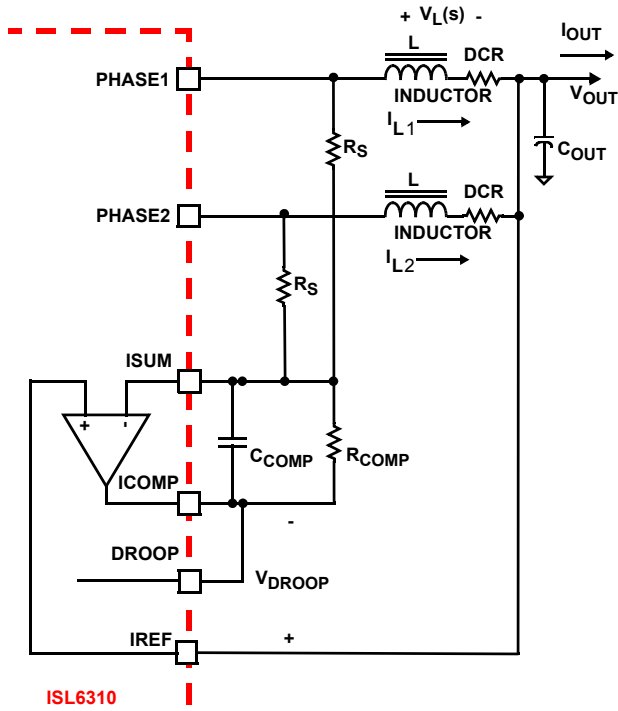 + VL(s) -
IOUT
L
DCR
PHASE1
INDUCTOR
VOUT
IL1
RS
COUT
L
DCR
PHASE2
INDUCTOR
IL2
RS
ISUM
+ -
CCOMP
RCOMP
ICOMP
-
DROOP
VDROOP
IREF
+
ISL6310